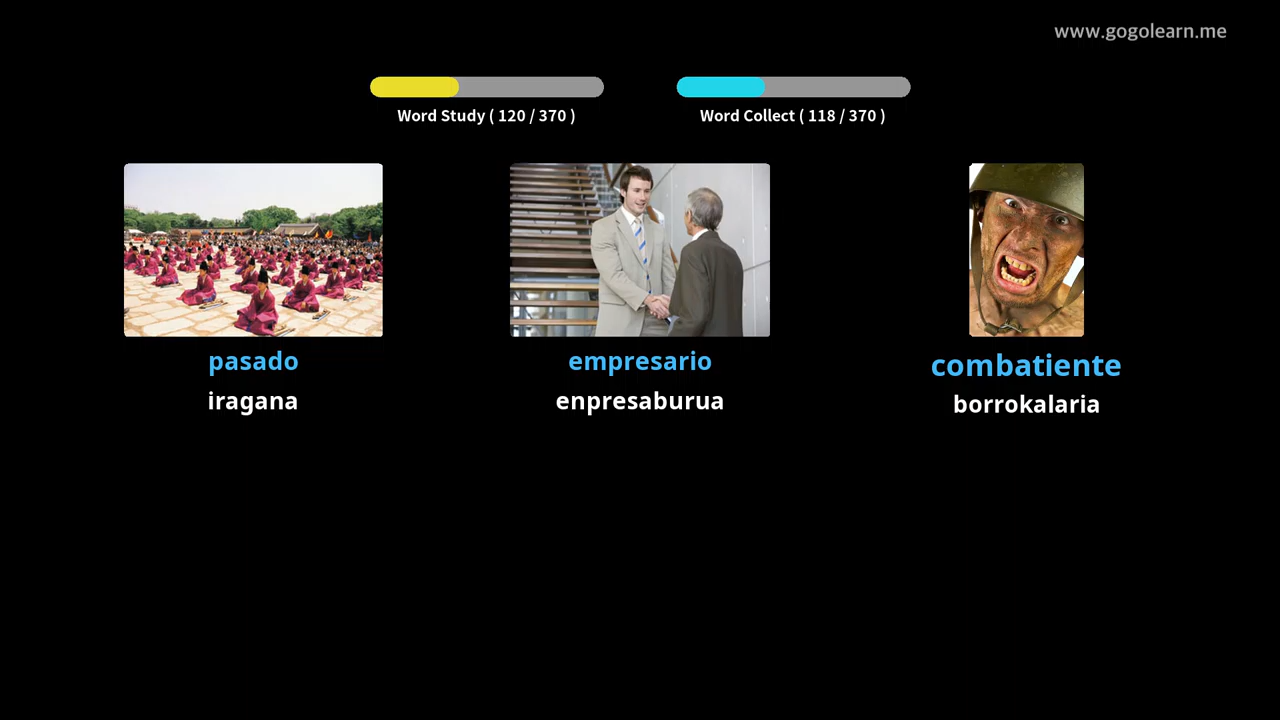 www.gogolearn.me
Word Study ( 120 / 370 )
Word Collect ( 118 / 370 )
pasado
iragana
empresario
enpresaburua
combatiente
borrokalaria